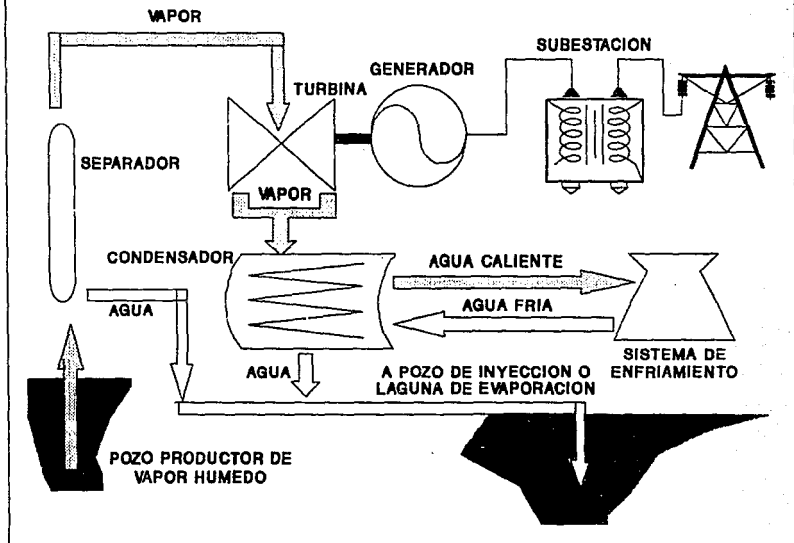 VAPOR
SUBESTACION
GENERADOR
TURBINA
SEPARADOR
VAPOR
CONDENSADOR
AGUA CALIENTE
AGUA
AGUA FRIA
SISTEMA DE
ENFRIAMIENTO
AGUA
A POZO DE INYECCION O
LAGUNA DE EVAPORACION
POZO PRODUCTOR DE
VAPOR HUMEDO